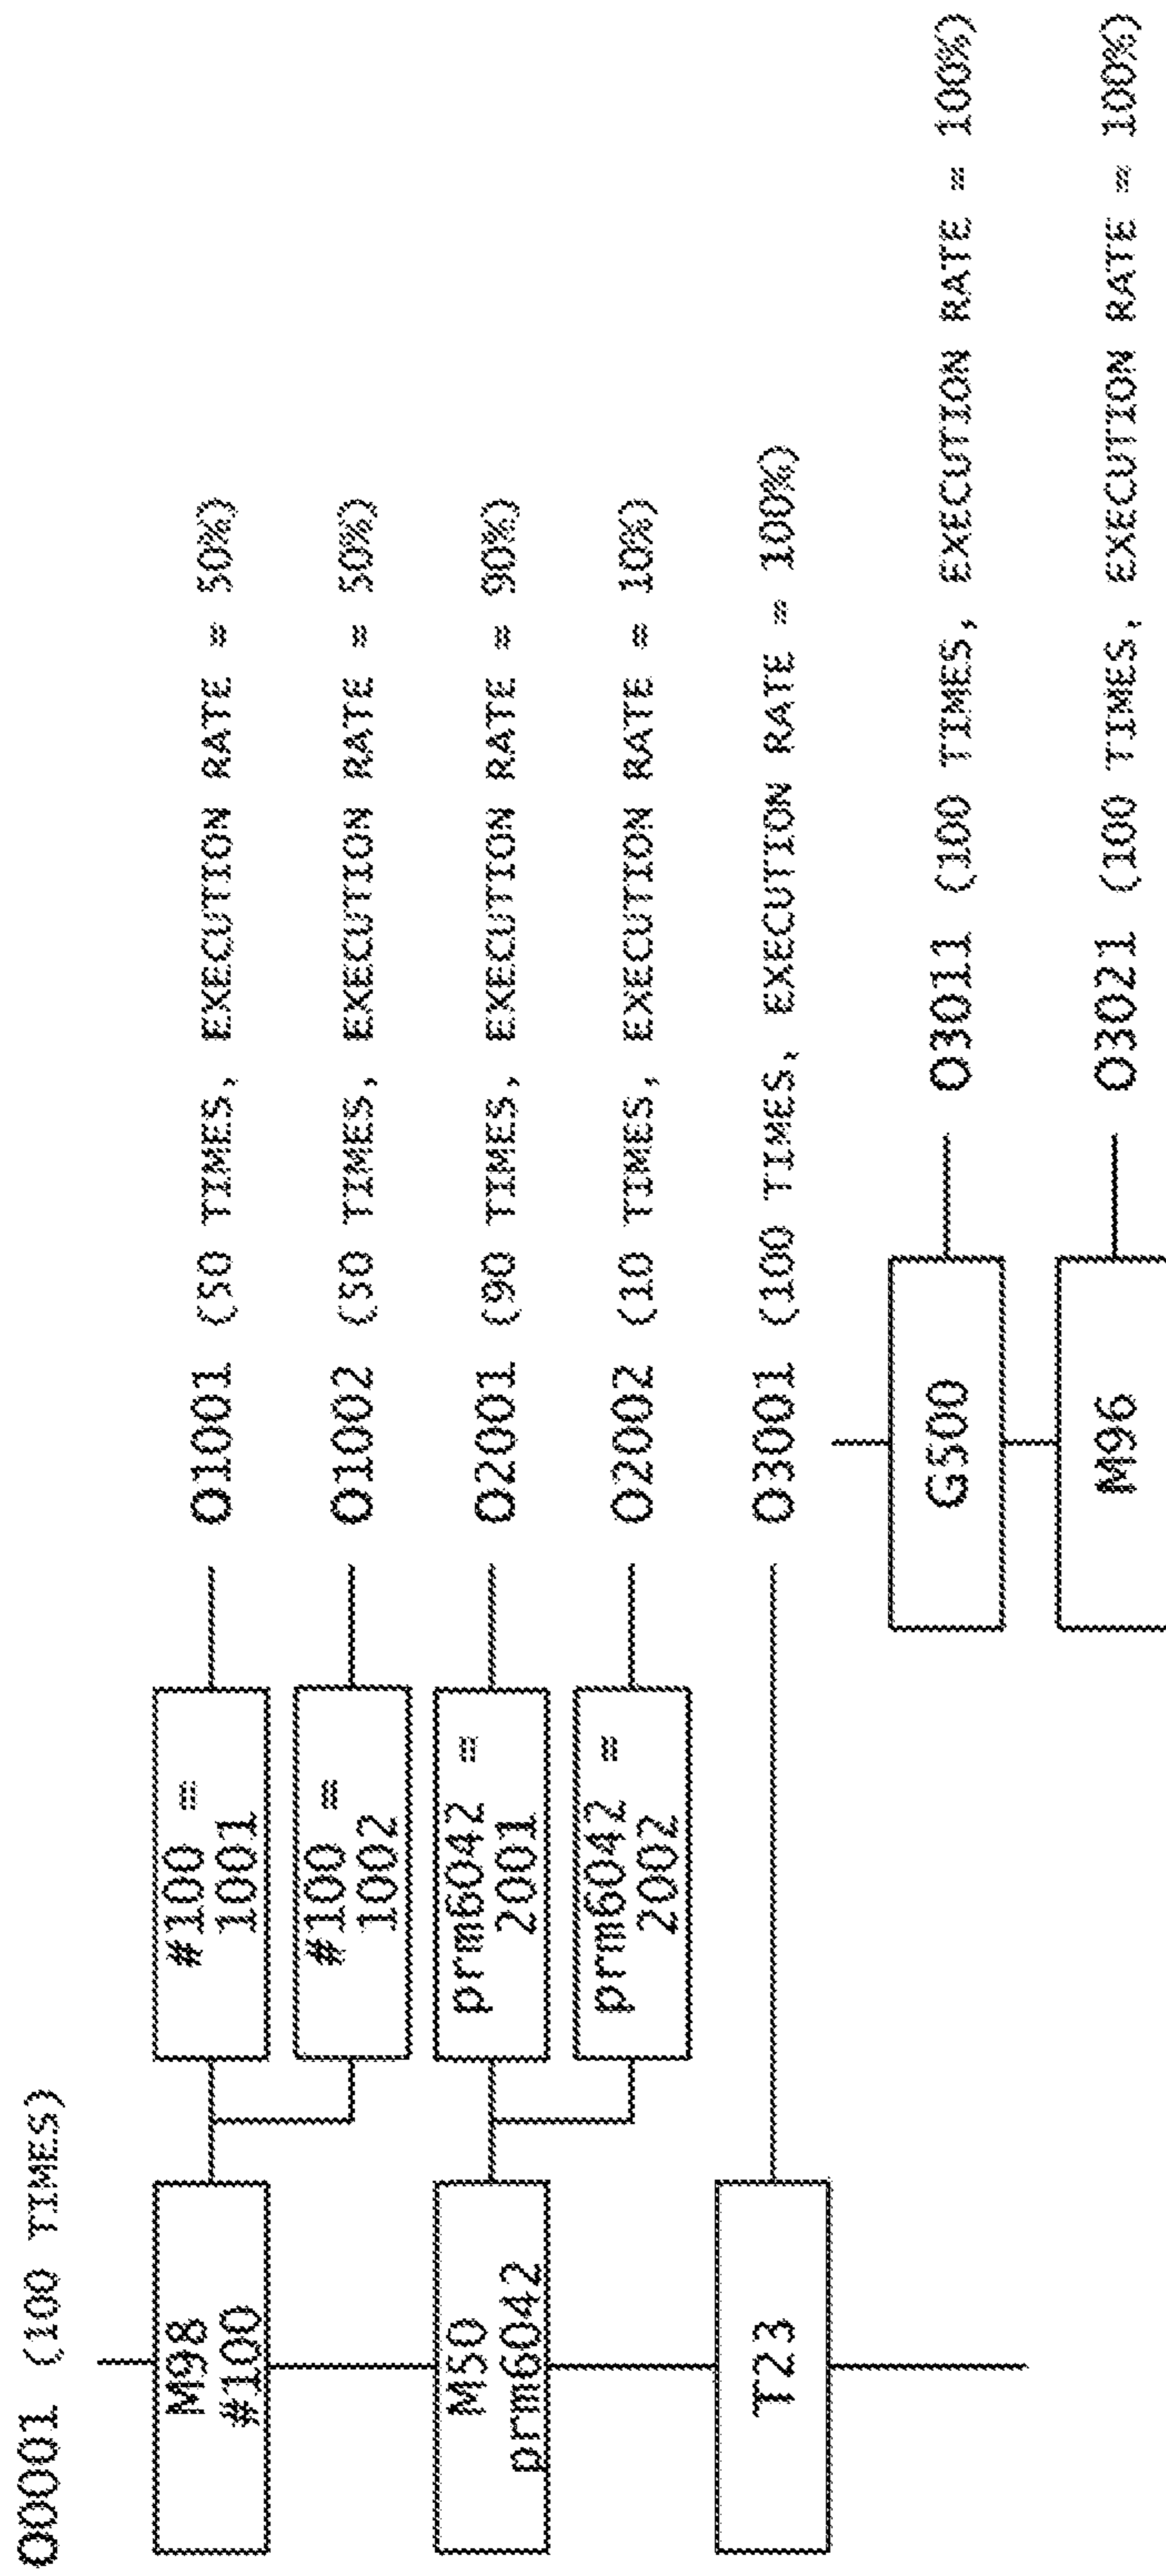 O0001 (100 TIMES)
M98
#100
#100 =
1001
O1001 (50 TIMES, EXECUTION RATE = 50%)
#100 =
1002
O1002 (50 TIMES, EXECUTION RATE = 50%)
M50
prm6042
prm6042 =
2001
O2001 (90 TIMES, EXECUTION RATE = 90%)
prm6042 =
2002
O2002 (10 TIMES, EXECUTION RATE = 10%)
T23
O3001 (100 TIMES, EXECUTION RATE = 100%)
G500
O3011 (100 TIMES, EXECUTION RATE = 100%)
M96
O3021 (100 TIMES, EXECUTION RATE = 100%)